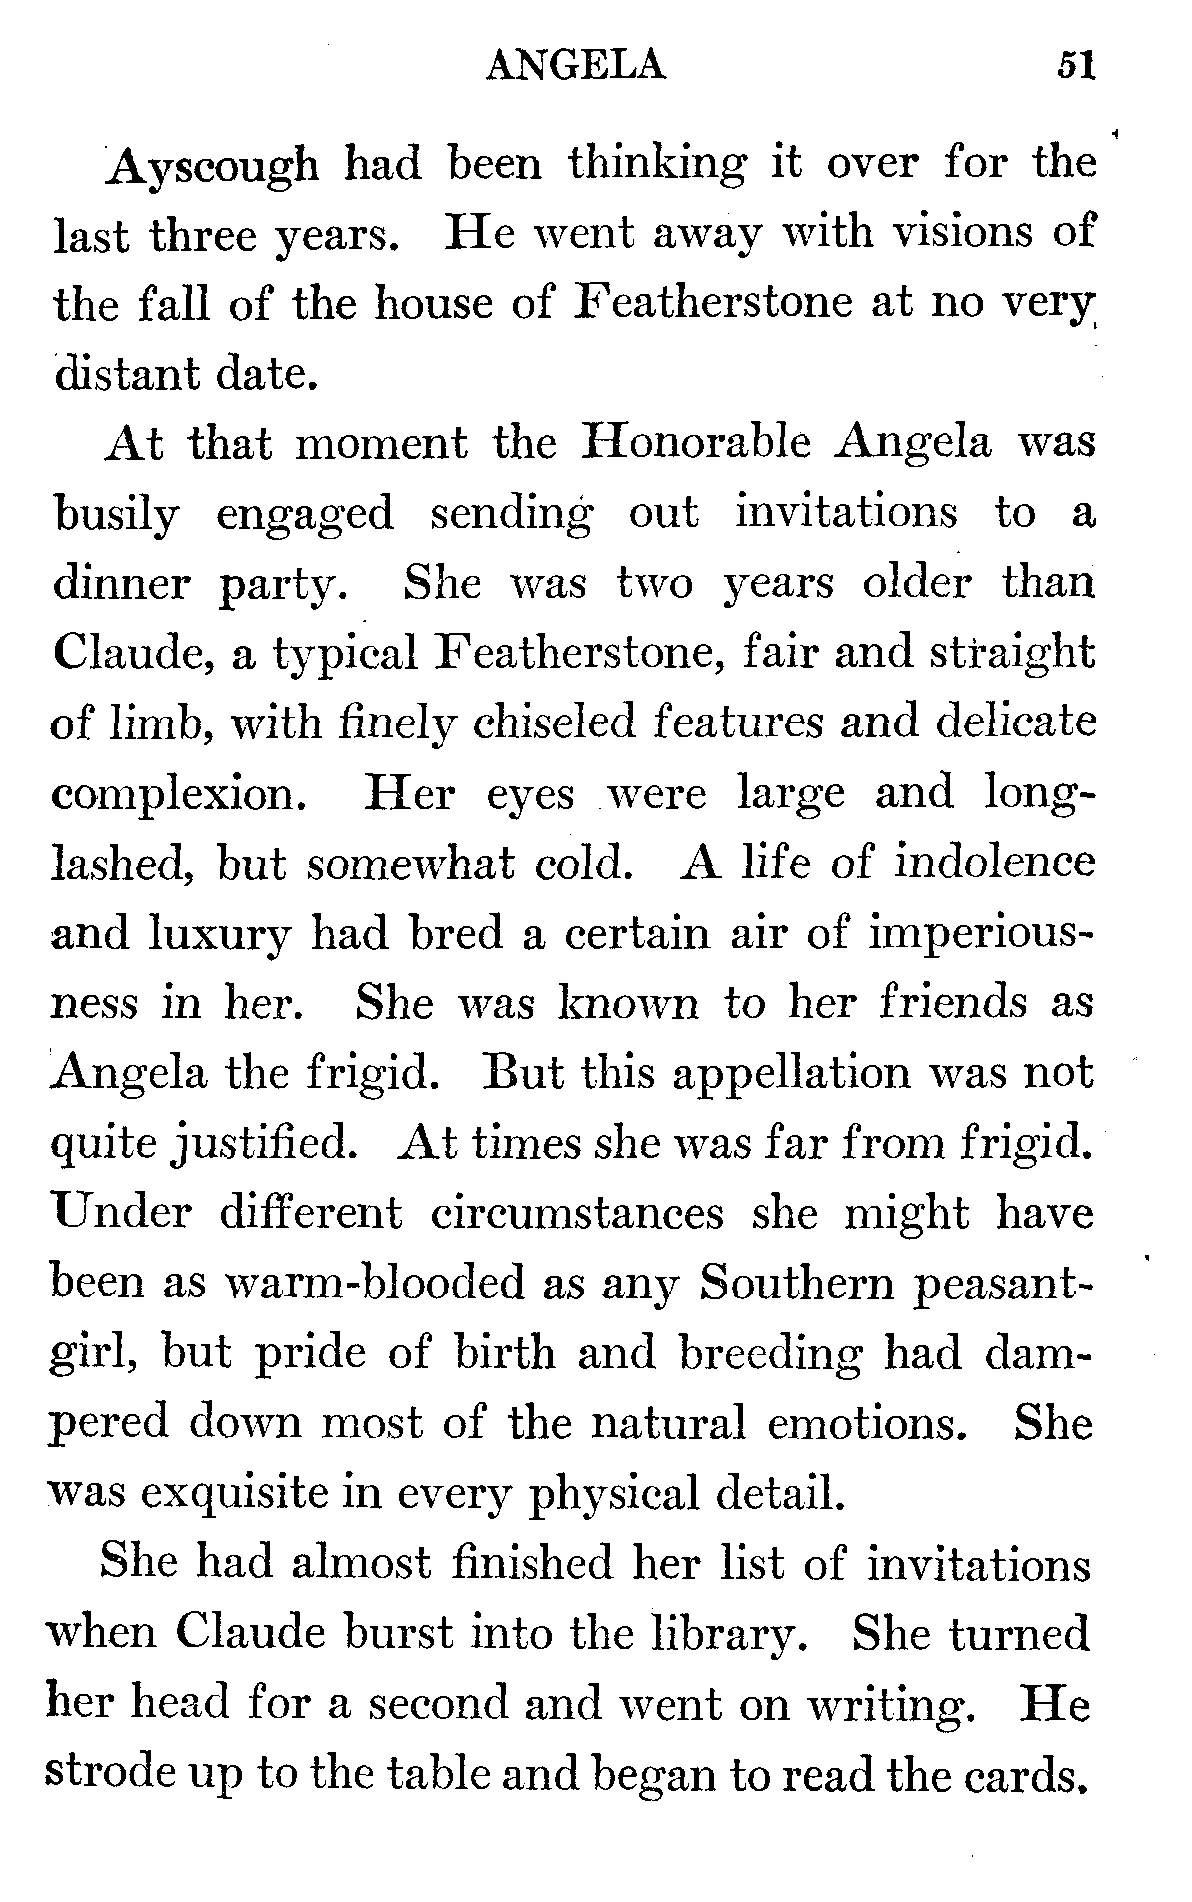 ANGELA 51
Ayscough had been thinking it over for the
last three years. He went away with visions of
the fall of the house of Featherstone at no very
distant date.
At that moment the Honorable Angela was
busily engaged sending out invitations to a
dinner party. She was two years older than
Claude, a typical Featherstone, fair and straight
of limb, with finely chiseled features and delicate
complexion. Her eyes were large and long-
lashed, but somewhat cold. A life of indolence
and luxury had bred a certain air of imperious-
ness in her. She was known to her friends as
Angela the frigid. But this appellation was not
quite justified. At times she was far from frigid.
Under different circumstances she might have
been as warm-blooded as any Southern peasant-
girl, but pride of birth and breeding had dam-
pered down most of the natural emotions. She
was exquisite in every physical detail.
She had almost finished her list of invitations
when Claude burst into the library. She turned
her head for a second and went on writing. He
strode up to the table and began to read the cards.